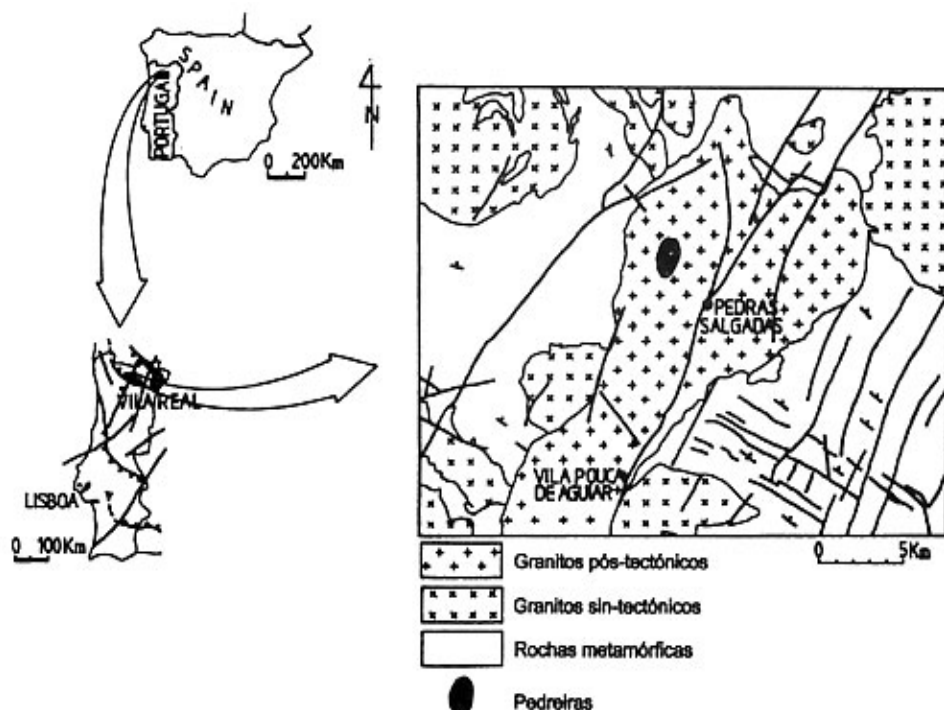 SPAIN
PORTUGAL
N
0 200Km
VILA REAL
LISBOA
0 100Km
PEDRAS
SALGADAS
VILA POUCA
DE AGUIAR
0 5Km
Granitos pós-tectónicos
Granitos sin-tectónicos
Rochas metamórficas
Pedreiras